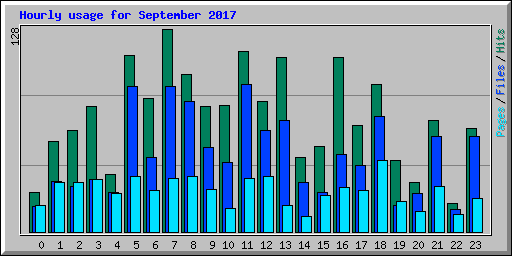 Hourly usage for September 2017
128
Pages/Files/Hits
0 1 2 3 4 5 6 7 8 9 10 11 12 13 14 15 16 17 18 19 20 21 22 23